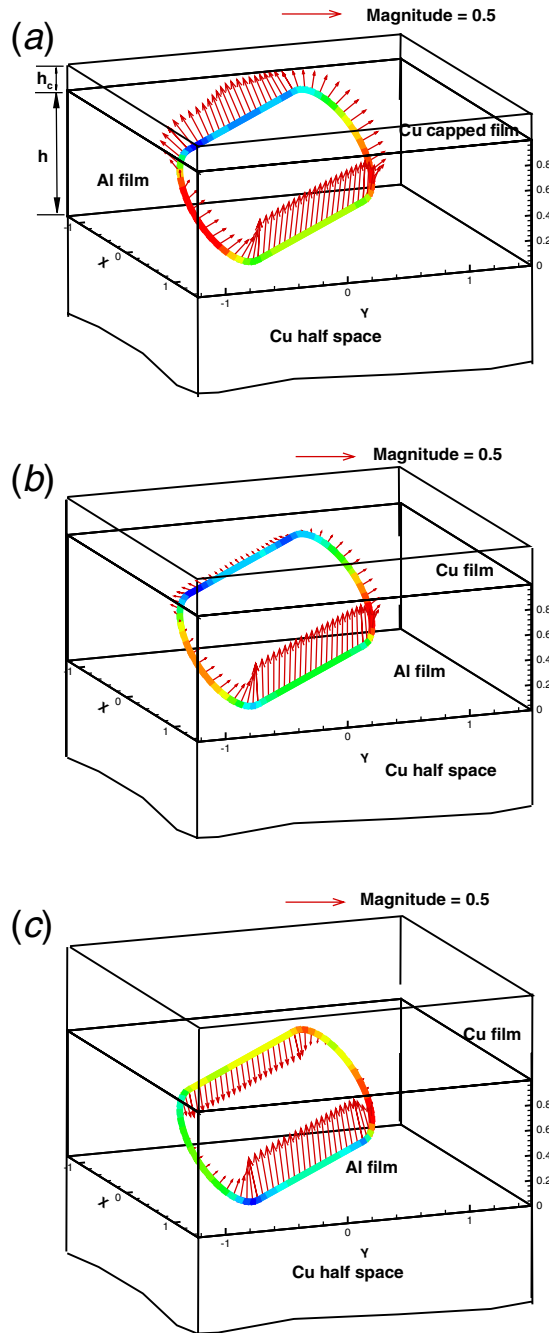 (a)
Magnitude = 0.5
hc
h
Cu capped film
Al film
0.8
0.6
0.4
0.2
0
-1
0
1
X
-1
0
1
Y
Cu half space
(b)
Magnitude = 0.5
Cu film
0.8
0.6
0.4
0.2
0
Al film
-1
0
1
X
-1
0
1
Y
Cu half space
(c)
Magnitude = 0.5
Cu film
0.8
0.6
0.4
0.2
0
Al film
-1
0
1
X
-1
0
1
Y
Cu half space